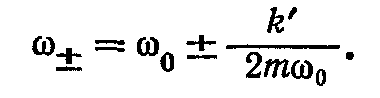 ω± = ω₀ ± k′/2mω₀.